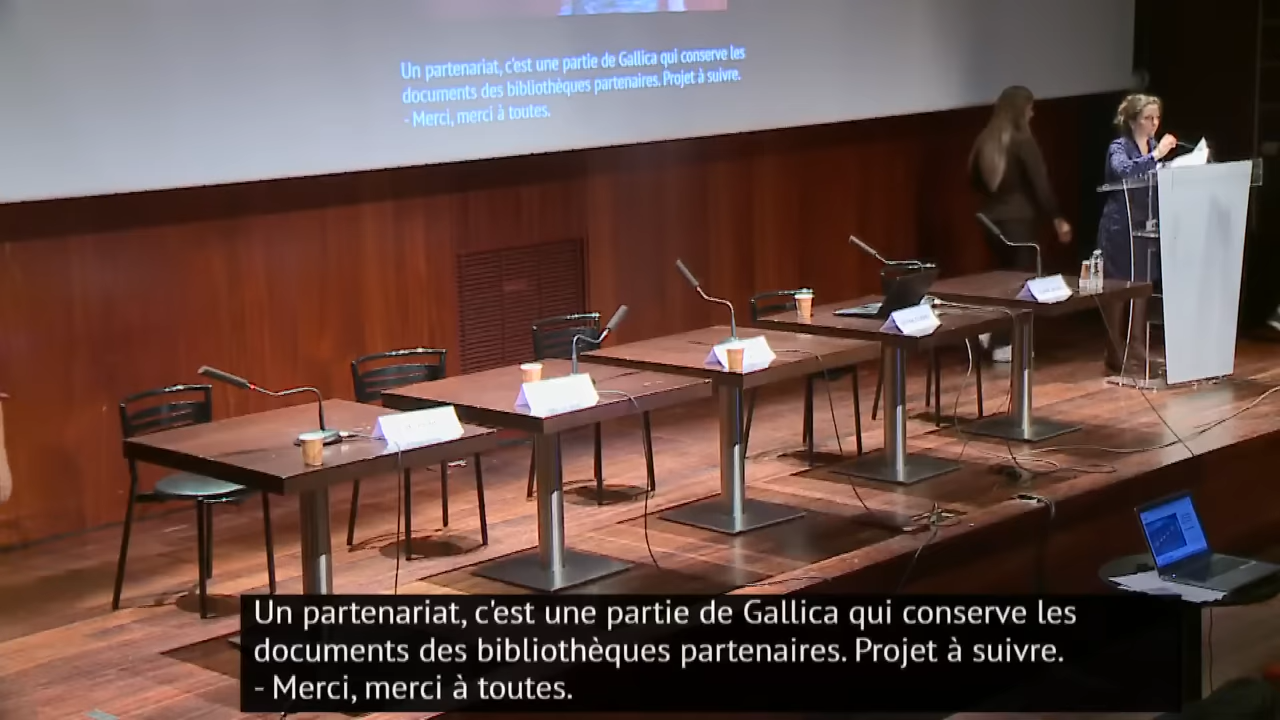 Un partenariat, c'est une partie de Gallica qui conserve les
documents des bibliothèques partenaires. Projet à suivre.
- Merci, merci à toutes.
Un partenariat, c'est une partie de Gallica qui conserve les
documents des bibliothèques partenaires. Projet à suivre.
- Merci, merci à toutes.